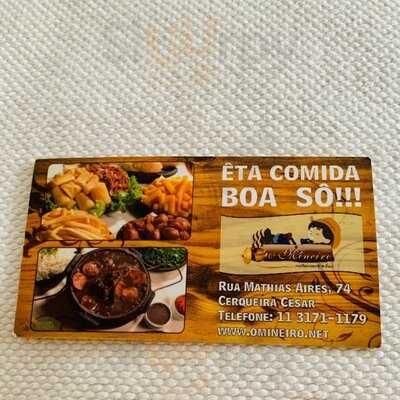 ÊTA COMIDA
BOA SÔ!!!
O Mineiro
RUA MATHIAS AIRES, 74
CERQUEIRA CESAR
TELEFONE: 11 3171-1179
WWW.OMINEIRO.NET